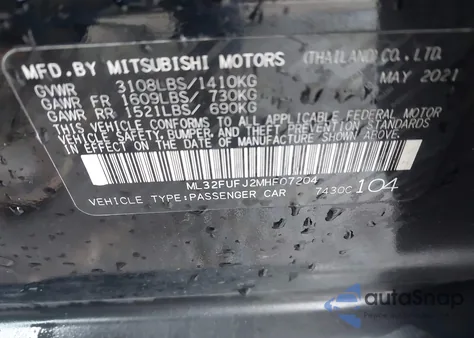 MFD.BY MITSUBISHI MOTORS (THAILAND) CO., LTD.
GVWR 3108LBS/1410KG MAY 2021
GAWR FR 1609LBS/ 730KG
GAWR RR 1521LBS/ 690KG
THIS VEHICLE CONFORMS TO ALL APPLICABLE FEDERAL MOTOR
VEHICLE SAFETY, BUMPER, AND THEFT PREVENTION STANDARDS
IN EFFECT ON THE DATE OF MANUFACTURE SHOWN ABOVE.
ML32FUFJ2MHF07204
VEHICLE TYPE:PASSENGER CAR 7430C 104
autoSnap